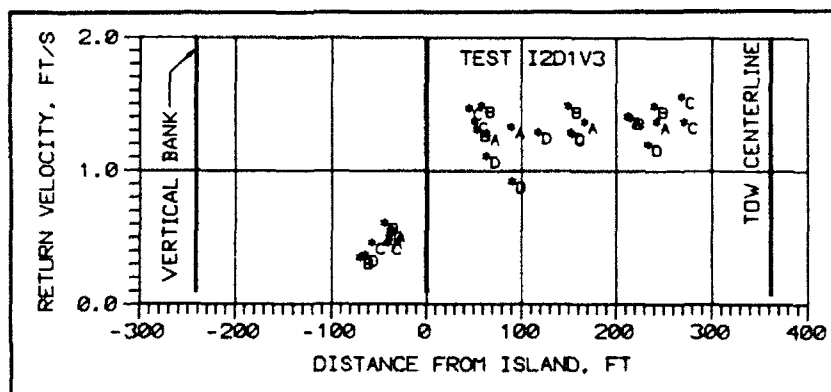 RETURN VELOCITY, FT/S
2.0
1.0
0.0
VERTICAL BANK
TEST I2D1V3
TOW CENTERLINE
B
C
B
A
D
D
A
D
B
A
D
B
A
D
C
C
A
C
C
B
D
-300
-200
-100
0
100
200
300
400
DISTANCE FROM ISLAND, FT